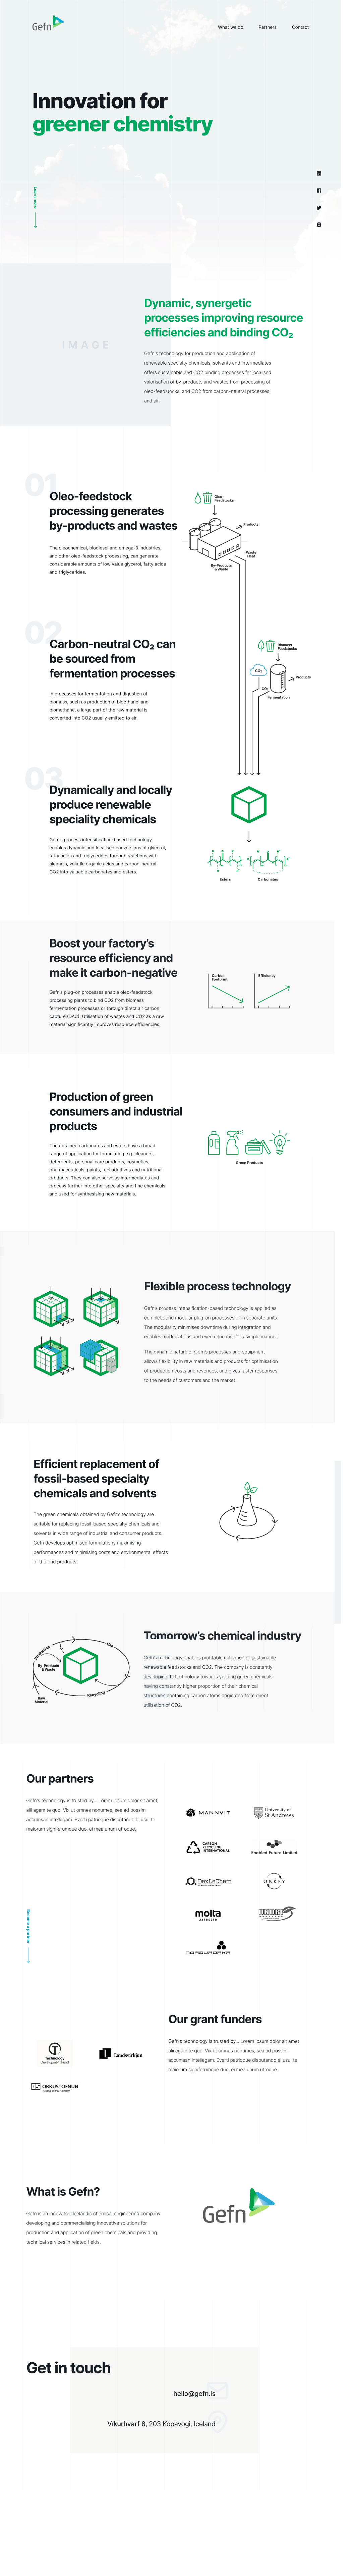 Gefn
What we do
Partners
Contact
Innovation for
greener chemistry
Learn more
IMAGE
Dynamic, synergetic
processes improving resource
efficiencies and binding CO₂
Gefn's technology for production and application of
renewable specialty chemicals, solvents and intermediates
offers sustainable and CO2 binding processes for localised
valorisation of by-products and wastes from processing of
oleo-feedstocks, and CO2 from carbon-neutral processes
and air.
01
Oleo-feedstock
processing generates
by-products and wastes
The oleochemical, biodiesel and omega-3 industries,
and other oleo-feedstock processing, can generate
considerable amounts of low value glycerol, fatty acids
and triglycerides.
Oleo-
Feedstocks
Products
Waste
Heat
By-Products
& Waste
02
Carbon-neutral CO₂ can
be sourced from
fermentation processes
In processes for fermentation and digestion of
biomass, such as production of bioethanol and
biomethane, a large part of the raw material is
converted into CO2 usually emitted to air.
Biomass
Feedstocks
CO₂
Products
CO₂
Fermentation
03
Dynamically and locally
produce renewable
speciality chemicals
Gefn's process intensification-based technology
enables dynamic and localised conversions of glycerol,
fatty acids and triglycerides through reactions with
alcohols, volatile organic acids and carbon-neutral
CO2 into valuable carbonates and esters.
Esters
Carbonates
Boost your factory's
resource efficiency and
make it carbon-negative
Gefn's plug-on processes enable oleo-feedstock
processing plants to bind CO2 from biomass
fermentation processes or through direct air carbon
capture (DAC). Utilisation of wastes and CO2 as a raw
material significantly improves resource efficiencies.
Carbon
Footprint
Efficiency
Production of green
consumers and industrial
products
The obtained carbonates and esters have a broad
range of application for formulating e.g. cleaners,
detergents, personal care products, cosmetics,
pharmaceuticals, paints, fuel additives and nutritional
products. They can also serve as intermediates and
process further into other specialty and fine chemicals
and used for synthesising new materials.
Green Products
Flexible process technology
Gefn's process intensification-based technology is applied as
complete and modular plug-on processes or in separate units.
The modularity minimises downtime during integration and
enables modifications and even relocation in a simple manner.
The dynamic nature of Gefn's processes and equipment
allows flexibility in raw materials and products for optimisation
of production costs and revenues, and gives faster responses
to the needs of customers and the market.
Efficient replacement of
fossil-based specialty
chemicals and solvents
The green chemicals obtained by Gefn's technology are
suitable for replacing fossil-based specialty chemicals and
solvents in wide range of industrial and consumer products.
Gefn develops optimised formulations maximising
performances and minimising costs and environmental effects
of the end products.
Production
Use
By-Products
& Waste
Raw
Material
Recycling
Tomorrow's chemical industry
Gefn's technology enables profitable utilisation of sustainable
renewable feedstocks and CO2. The company is constantly
developing its technology towards yielding green chemicals
having constantly higher proportion of their chemical
structures containing carbon atoms originated from direct
utilisation of CO2.
Our partners
Gefn's technology is trusted by... Lorem ipsum dolor sit amet,
alii agam te quo. Vix ut omnes nonumes, sea ad possim
accumsan intellegam. Everti patrioque disputando ei usu, te
maiorum signiferumque duo, ei mea unum utroque.
Become a partner
MANNVIT
University of
St Andrews
CARBON
RECYCLING
INTERNATIONAL
Enabled Future Limited
DexLeChem
ORKEY
molta
Our grant funders
Gefn's technology is trusted by... Lorem ipsum dolor sit amet,
alii agam te quo. Vix ut omnes nonumes, sea ad possim
accumsan intellegam. Everti patrioque disputando ei usu, te
maiorum signiferumque duo, ei mea unum utroque.
Technology
Development Fund
Landsvirkjun
ORKUSTOFNUN
What is Gefn?
Gefn is an innovative Icelandic chemical engineering company
developing and commercialising innovative solutions for
production and application of green chemicals and providing
technical services in related fields.
Gefn
Get in touch
hello@gefn.is
Víkurhvarf 8, 203 Kópavogi, Iceland